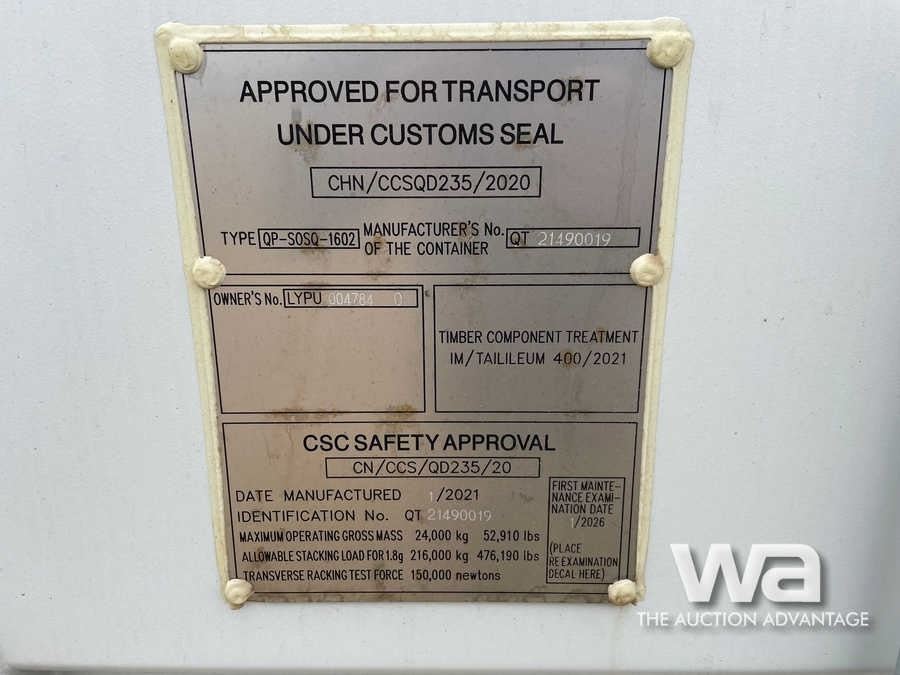 APPROVED FOR TRANSPORT
UNDER CUSTOMS SEAL
CHN/CCSQD235/2020
TYPE QP-SOSQ-1602 MANUFACTURER'S No. OF THE CONTAINER QT 21490019
OWNER'S No. LYPU 004784 0
TIMBER COMPONENT TREATMENT
IM/TAILILEUM 400/2021
CSC SAFETY APPROVAL
CN/CCS/QD235/20
DATE MANUFACTURED 1/2021
IDENTIFICATION No. QT 21490019
MAXIMUM OPERATING GROSS MASS 24,000 kg 52,910 lbs
ALLOWABLE STACKING LOAD FOR 1.8g 216,000 kg 476,190 lbs
TRANSVERSE RACKING TEST FORCE 150,000 newtons
FIRST MAINTE-
NANCE EXAMI-
NATION DATE
1/2026
(PLACE
RE EXAMINATION
DECAL HERE)
wa
THE AUCTION ADVANTAGE